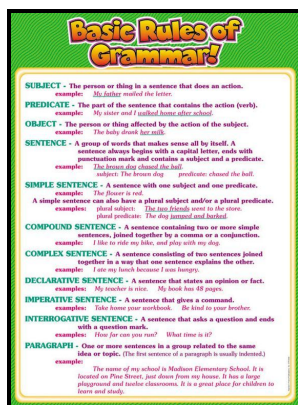 Basic Rules of
Grammar!
SUBJECT - The person or thing in a sentence that does an action.
example: My father mailed the letter.
PREDICATE - The part of the sentence that contains the action (verb).
example: My sister and I walked home after school.
OBJECT - The person or thing affected by the action of the subject.
example: The baby drank her milk.
SENTENCE - A group of words that makes sense all by itself. A
sentence always begins with a capital letter, ends with
punctuation mark and contains a subject and a predicate.
example: The brown dog chased the ball.
subject: The brown dog predicate: chased the ball.
SIMPLE SENTENCE - A sentence with one subject and one predicate.
example: The flower is red.
A simple sentence can also have a plural subject and/or a plural predicate.
examples: plural subject: The two friends went to the store.
plural predicate: The dog jumped and barked.
COMPOUND SENTENCE - A sentence containing two or more simple
sentences, joined together by a comma or a conjunction.
example: I like to ride my bike, and play with my dog.
COMPLEX SENTENCE - A sentence consisting of two sentences joined
together in a way that one sentence explains the other.
example: I ate my lunch because I was hungry.
DECLARATIVE SENTENCE - A sentence that states an opinion or fact.
examples: My teacher is nice. My book has 48 pages.
IMPERATIVE SENTENCE - A sentence that gives a command.
examples: Take home your workbook. Be kind to your brother.
INTERROGATIVE SENTENCE - A sentence that asks a question and ends
with a question mark.
examples: How far can you run? What time is it?
PARAGRAPH - One or more sentences in a group related to the same
idea or topic. (The first sentence of a paragraph is usually indented.)
example:
The name of my school is Madison Elementary School. It is
located on Pine Street, just down from my house. It has a large
playground and twelve classrooms. It is a great place for children to
learn and study.